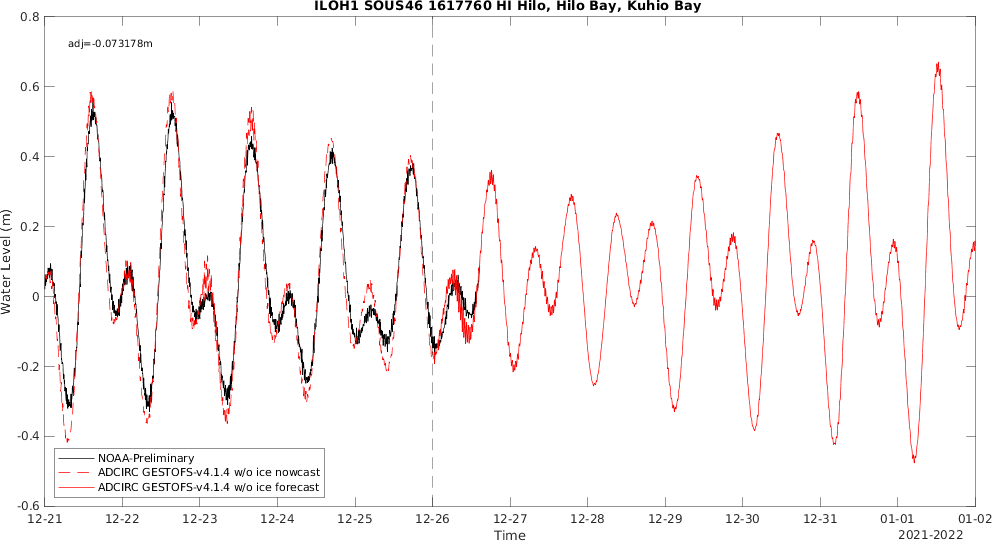 ILOH1 SOUS46 1617760 HI Hilo, Hilo Bay, Kuhio Bay
adj=-0.073178m
0.8
0.6
0.4
0.2
0
-0.2
-0.4
-0.6
Water Level (m)
NOAA-Preliminary
ADCIRC GESTOFS-v4.1.4 w/o ice nowcast
ADCIRC GESTOFS-v4.1.4 w/o ice forecast
12-21 12-22 12-23 12-24 12-25 12-26 12-27 12-28 12-29 12-30 12-31 01-01 01-02
Time
2021-2022